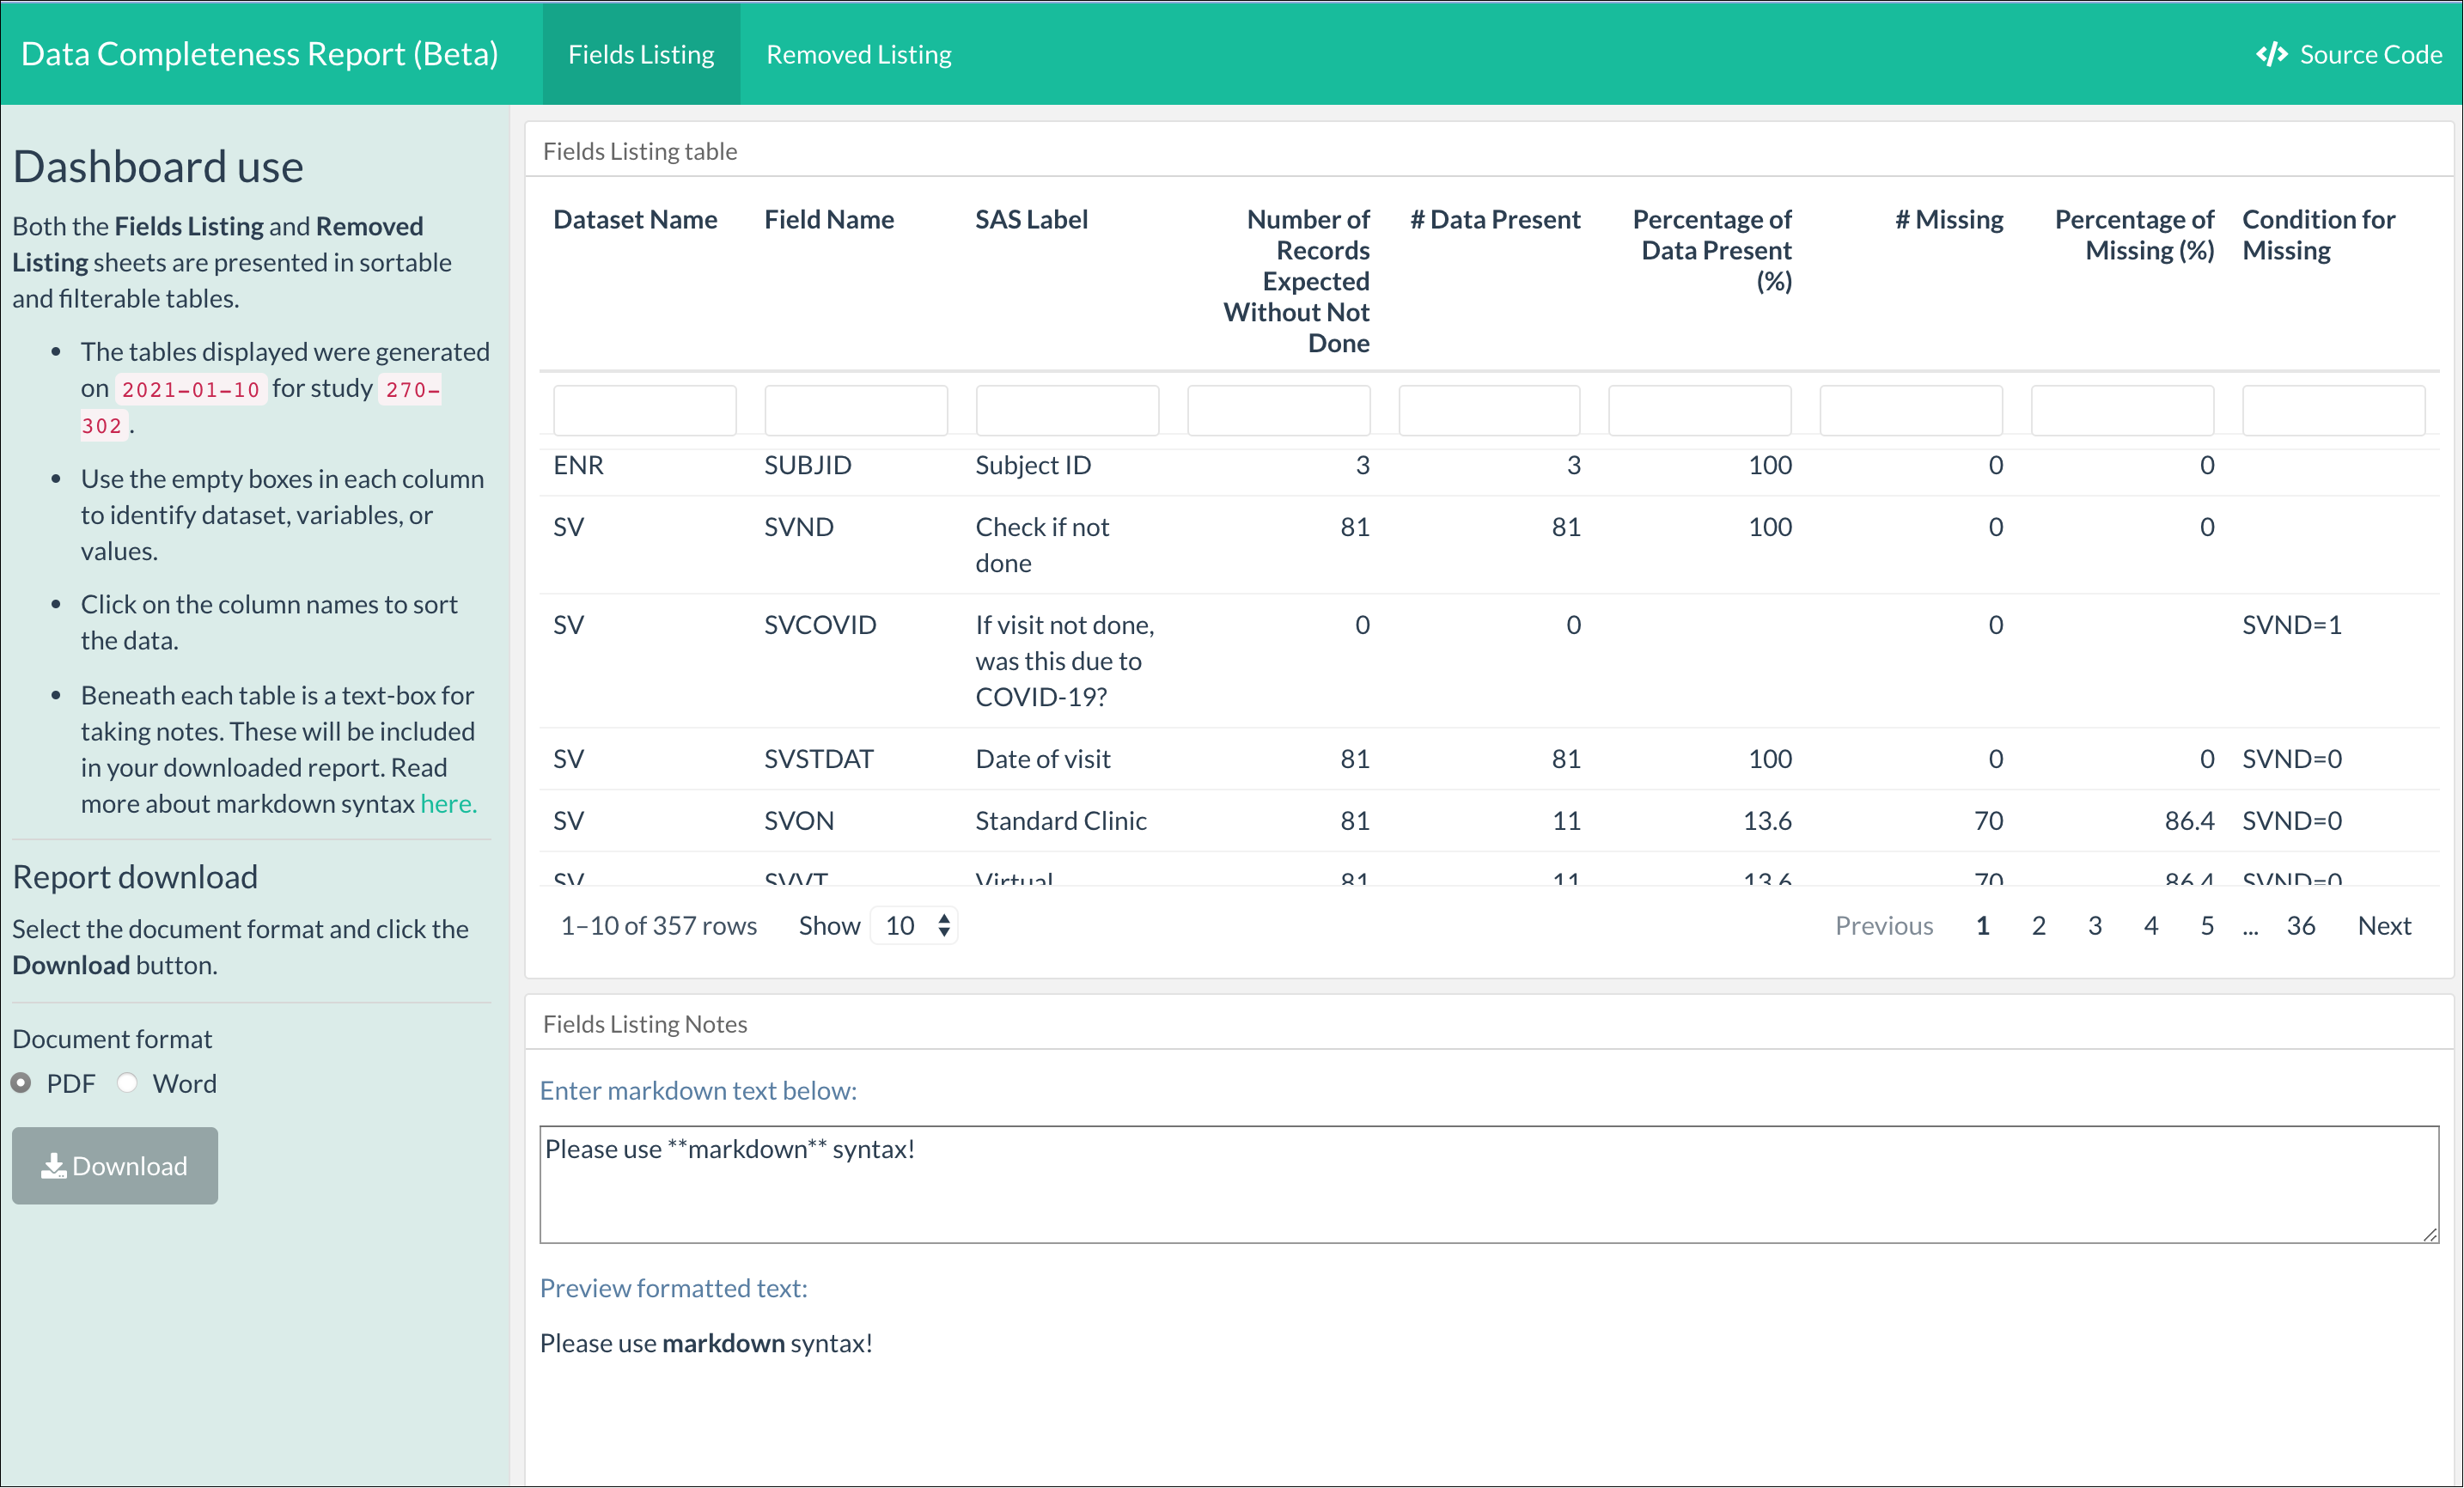 Data Completeness Report (Beta)
Fields Listing
Removed Listing
Source Code
Dashboard use
Both the Fields Listing and Removed
Listing sheets are presented in sortable
and filterable tables.
• The tables displayed were generated
on 2021-01-10 for study 270-
302.
• Use the empty boxes in each column
to identify dataset, variables, or
values.
• Click on the column names to sort
the data.
• Beneath each table is a text-box for
taking notes. These will be included
in your downloaded report. Read
more about markdown syntax here.
Report download
Select the document format and click the
Download button.
Document format
PDF Word
Download
Fields Listing table
Dataset Name Field Name SAS Label Number of # Data Present Percentage of # Missing Percentage of Condition for
Records Data Present Missing (%) Missing
Expected (%)
Without Not
Done
ENR SUBJID Subject ID 3 3 100 0 0
SV SVND Check if not 81 81 100 0 0
done
SV SVCOVID If visit not done, 0 0 0 SVND=1
was this due to
COVID-19?
SV SVSTDAT Date of visit 81 81 100 0 0 SVND=0
SV SVON Standard Clinic 81 11 13.6 70 86.4 SVND=0
SV SVVT Virtual 81 11 13.6 70 86.4 SVND=0
1–10 of 357 rows Show 10 Previous 1 2 3 4 5 ... 36 Next
Fields Listing Notes
Enter markdown text below:
Please use **markdown** syntax!
Preview formatted text:
Please use markdown syntax!